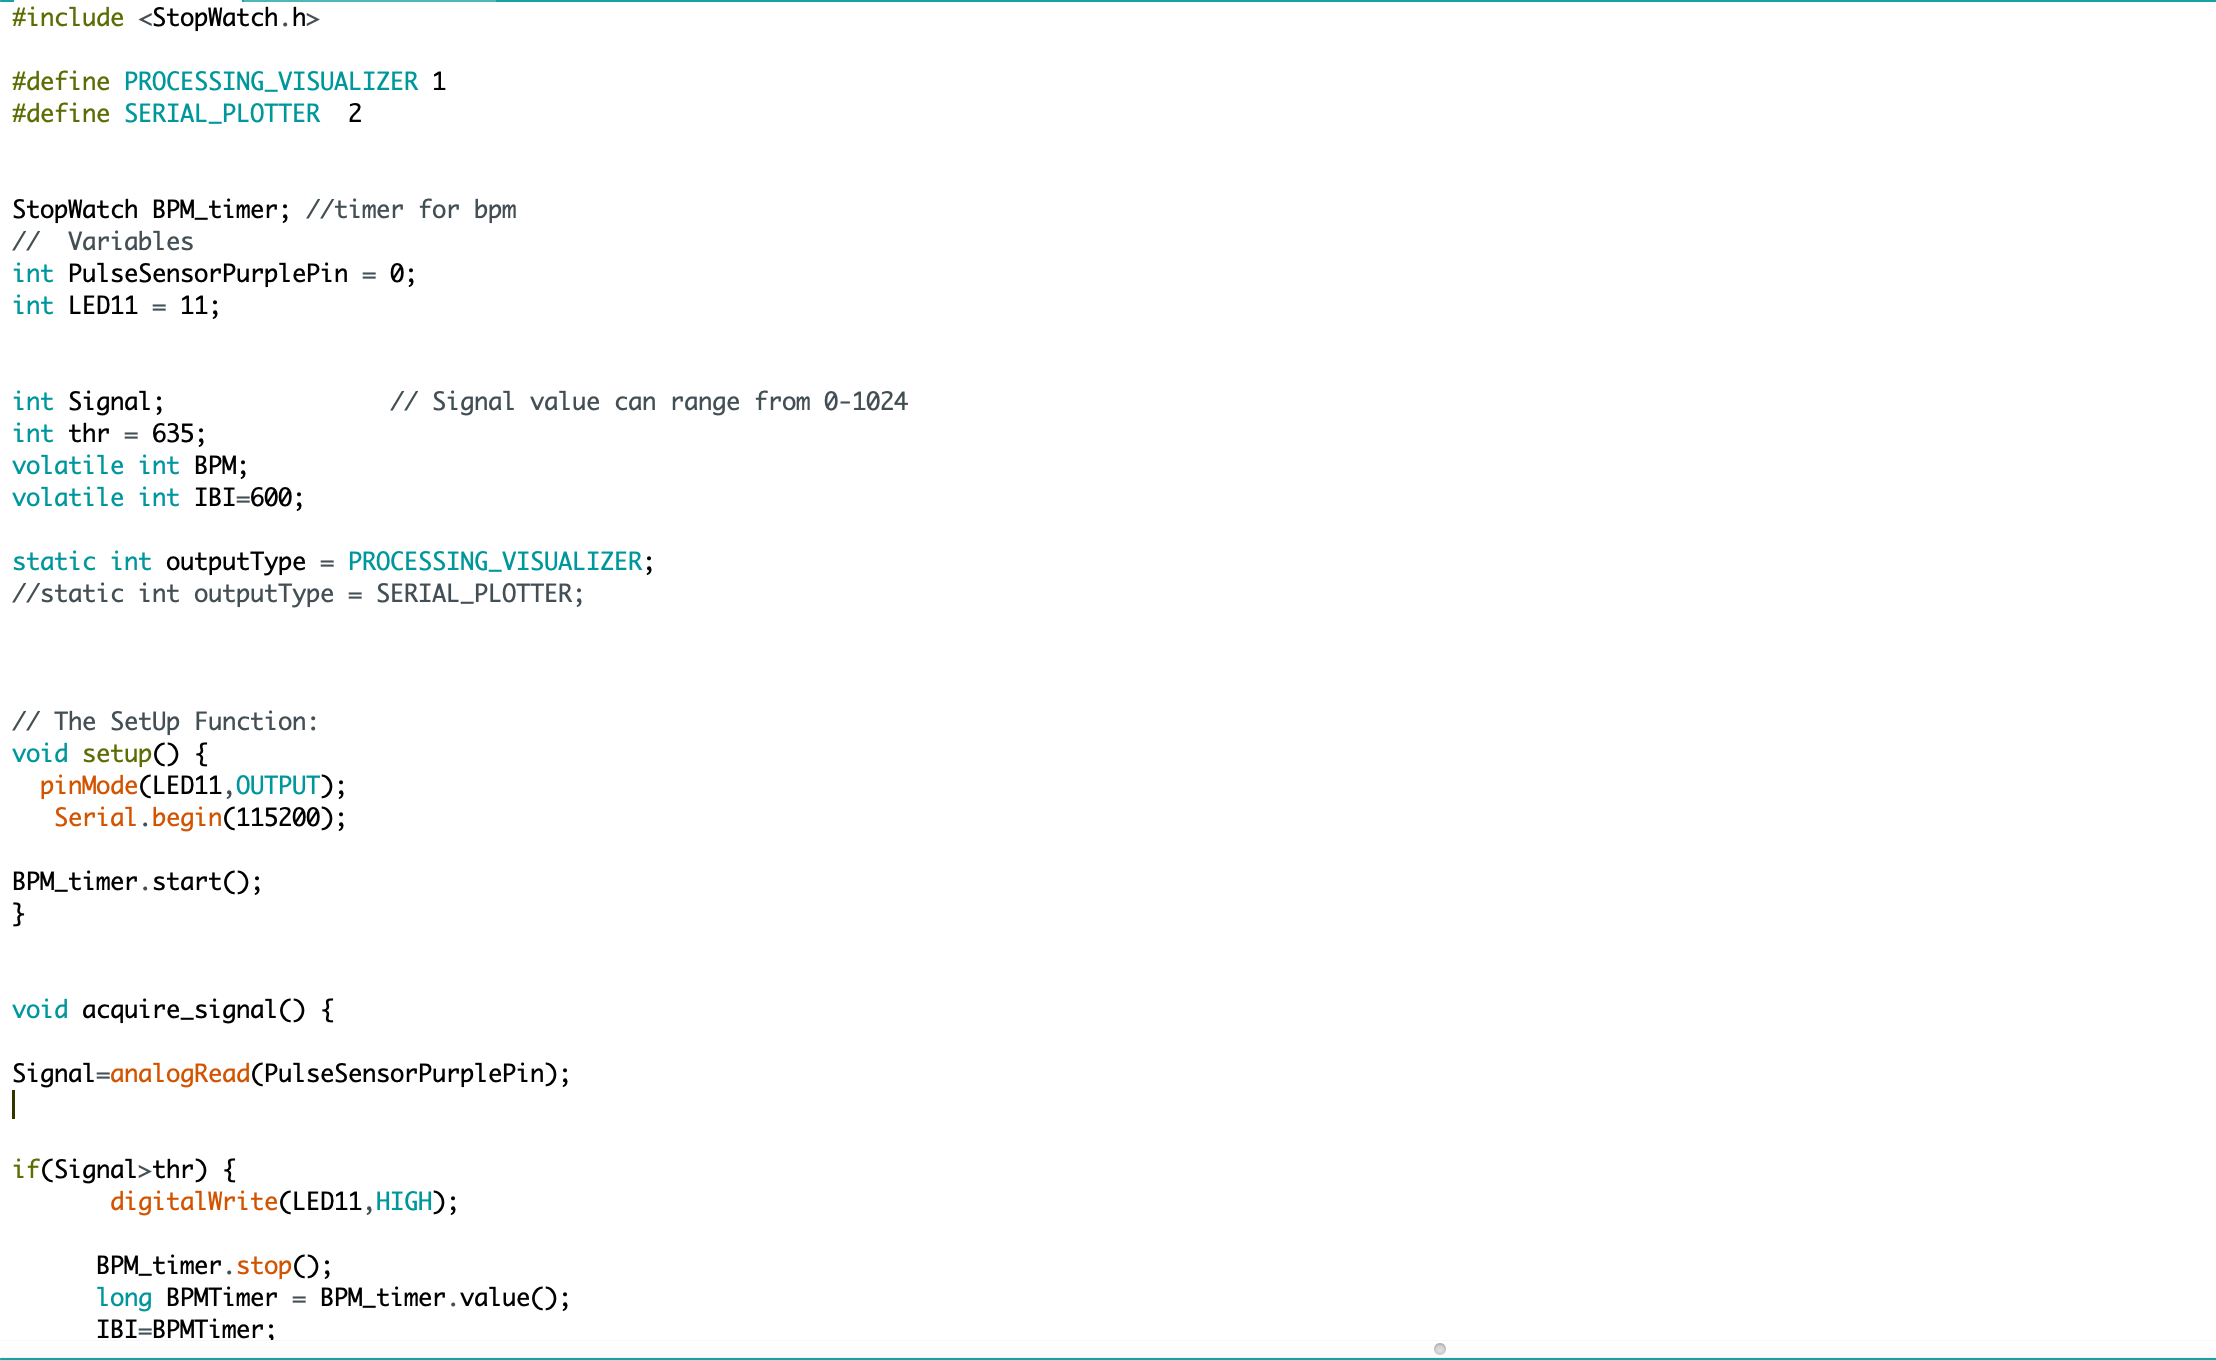 #include <StopWatch.h>
#define PROCESSING_VISUALIZER 1
#define SERIAL_PLOTTER  2
StopWatch BPM_timer; //timer for bpm
//  Variables
int PulseSensorPurplePin = 0;
int LED11 = 11;
int Signal;                // Signal value can range from 0-1024
int thr = 635;
volatile int BPM;
volatile int IBI=600;
static int outputType = PROCESSING_VISUALIZER;
//static int outputType = SERIAL_PLOTTER;
// The SetUp Function:
void setup() {
  pinMode(LED11,OUTPUT);
   Serial.begin(115200);
BPM_timer.start();
}
void acquire_signal() {
Signal=analogRead(PulseSensorPurplePin);
if(Signal>thr) {
       digitalWrite(LED11,HIGH);
      BPM_timer.stop();
      long BPMTimer = BPM_timer.value();
      IBI=BPMTimer;